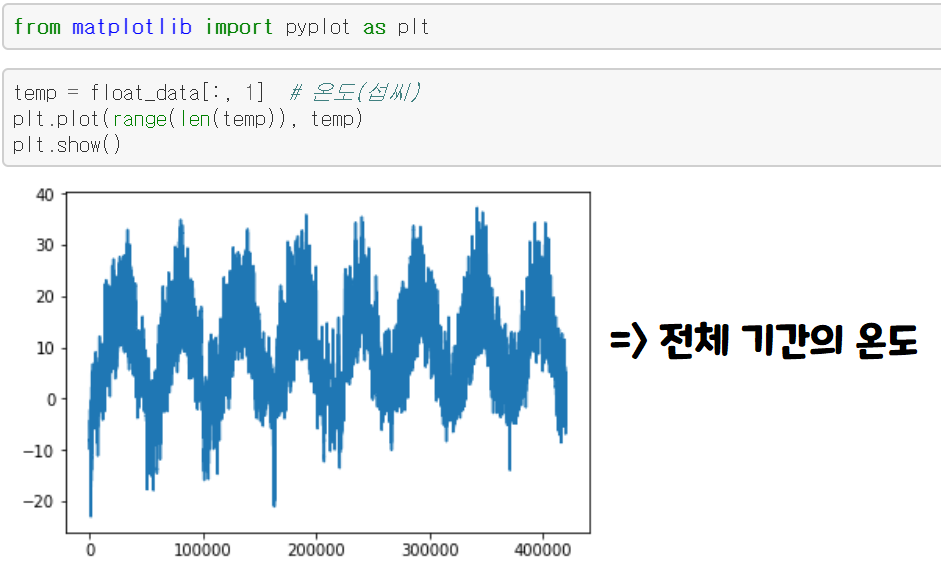 from matplotlib import pyplot as plt
temp = float_data[:, 1]  # 온도(섭씨)
plt.plot(range(len(temp)), temp)
plt.show()
40
30
20
10
0
−10
−20
0 100000 200000 300000 400000
=> 전체 기간의 온도